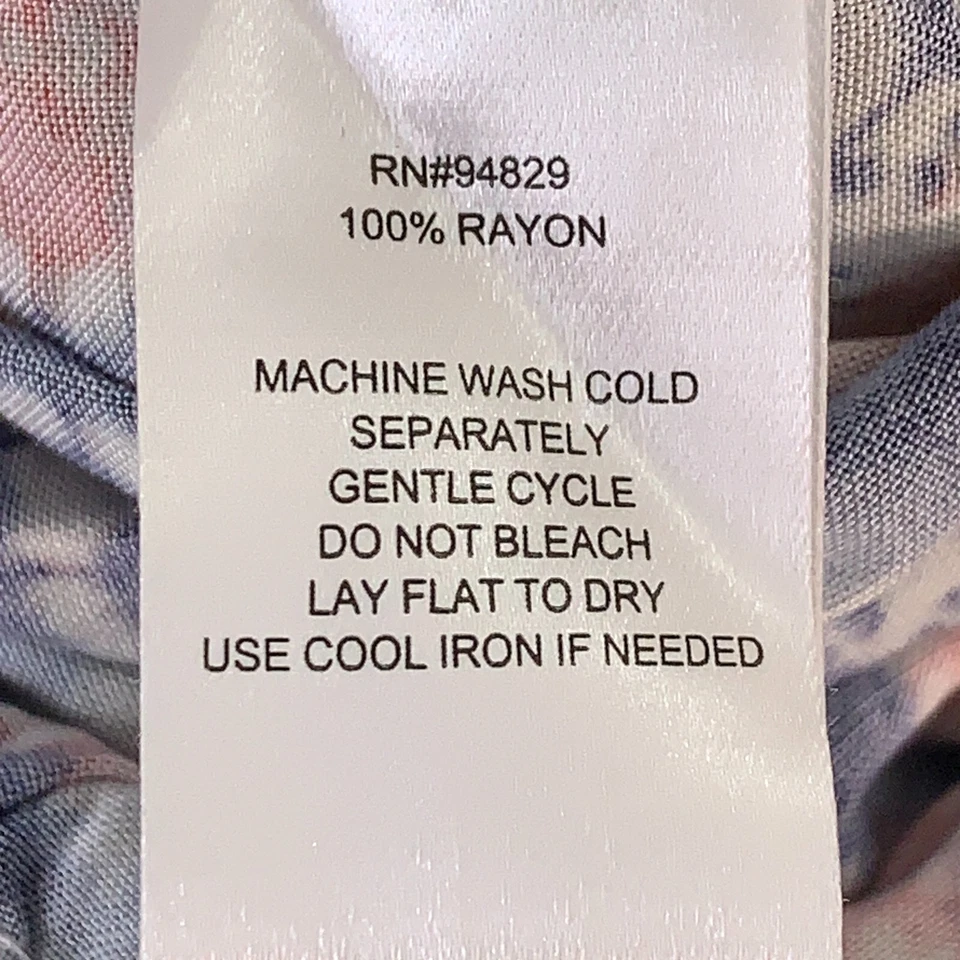 RN#94829
100% RAYON
MACHINE WASH COLD
SEPARATELY
GENTLE CYCLE
DO NOT BLEACH
LAY FLAT TO DRY
USE COOL IRON IF NEEDED